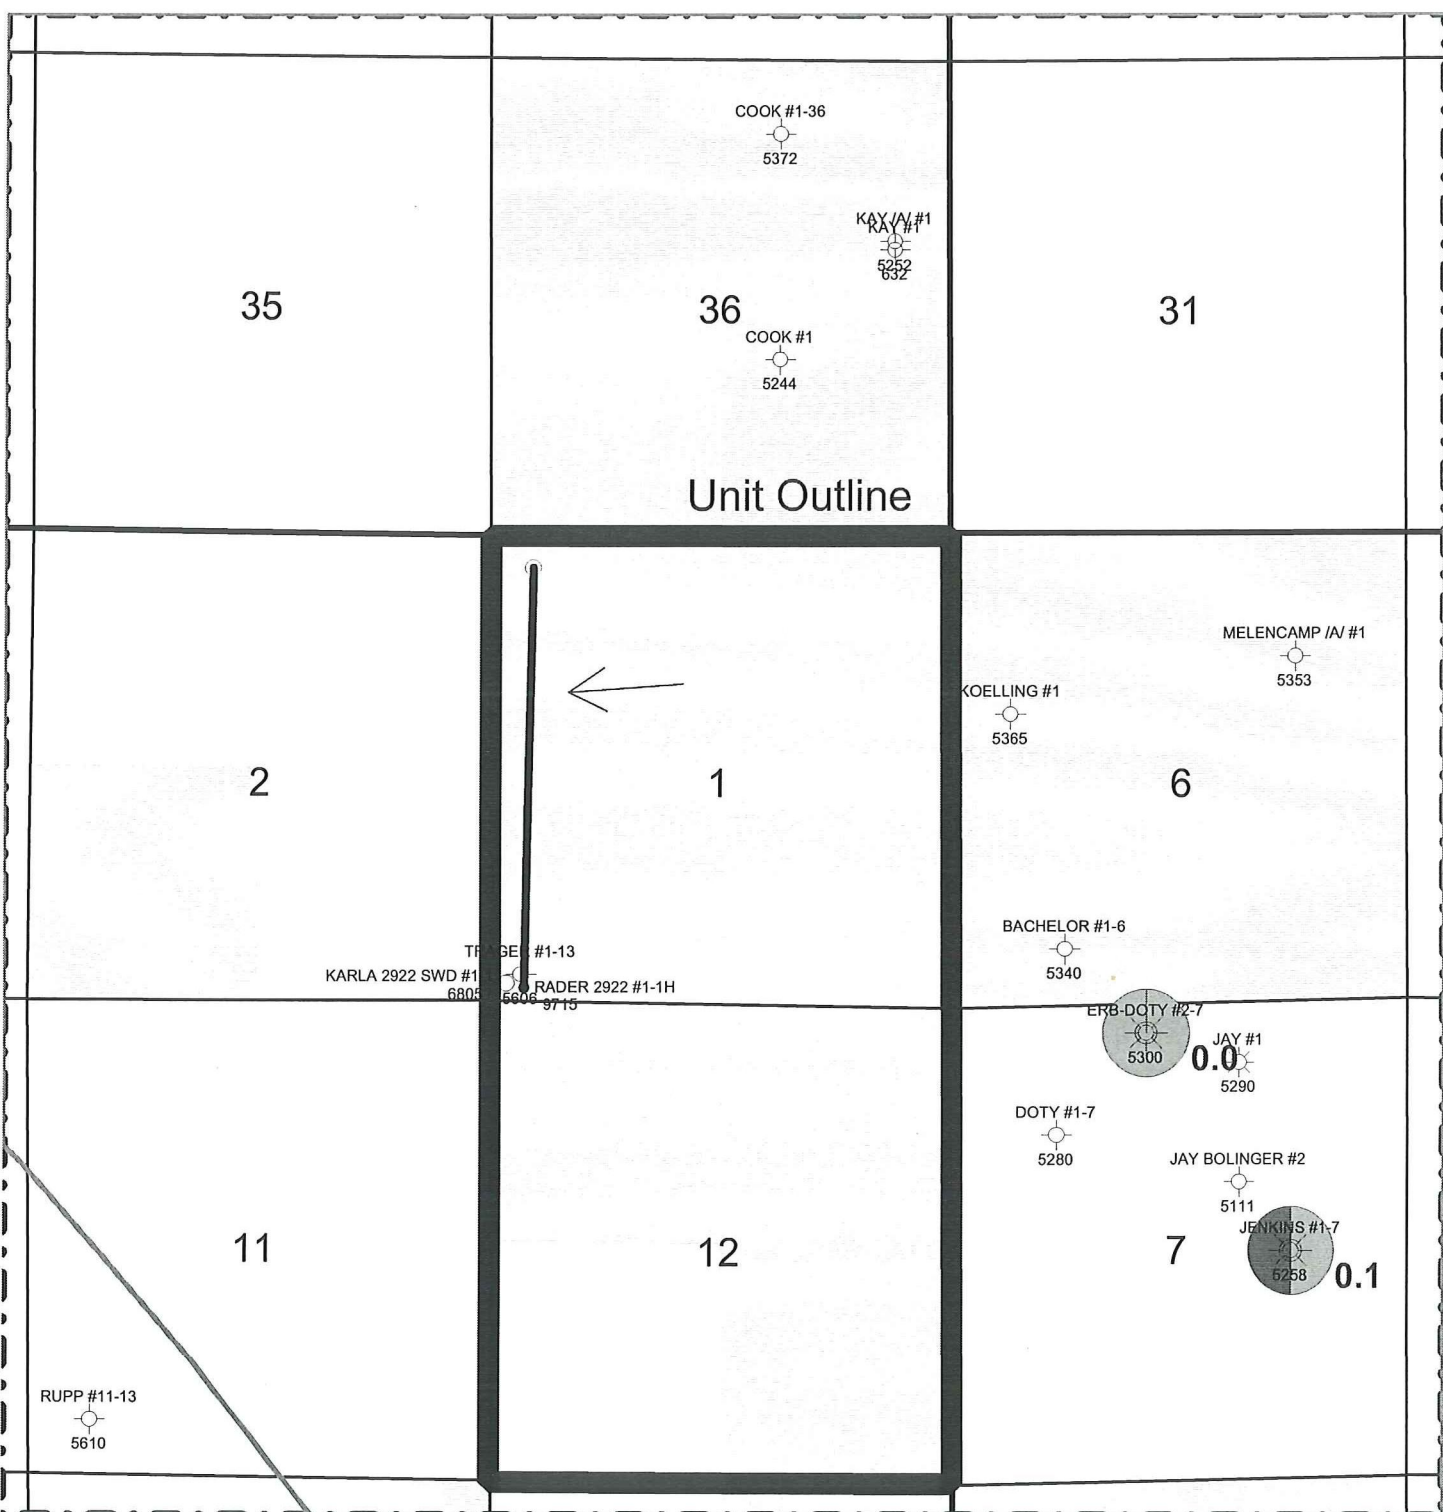 COOK #1-36
5372
KAY /A/ #1
KAY #1
5252
632
35
36
31
COOK #1
5244
Unit Outline
MELENCAMP /A/ #1
5353
KOELLING #1
5365
2
1
6
BACHELOR #1-6
5340
TRAGER #1-13
KARLA 2922 SWD #1
6805
5606
RADER 2922 #1-1H
9715
ERB-DOTY #2-7
5300
0.0
JAY #1
5290
DOTY #1-7
5280
JAY BOLINGER #2
5111
JENKINS #1-7
5258
0.1
11
12
7
RUPP #11-13
5610